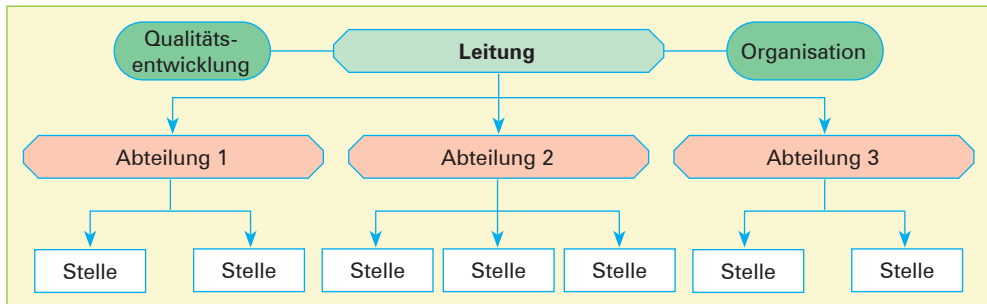 Qualitäts-
entwicklung
Leitung
Organisation
Abteilung 1
Abteilung 2
Abteilung 3
Stelle
Stelle
Stelle
Stelle
Stelle
Stelle
Stelle